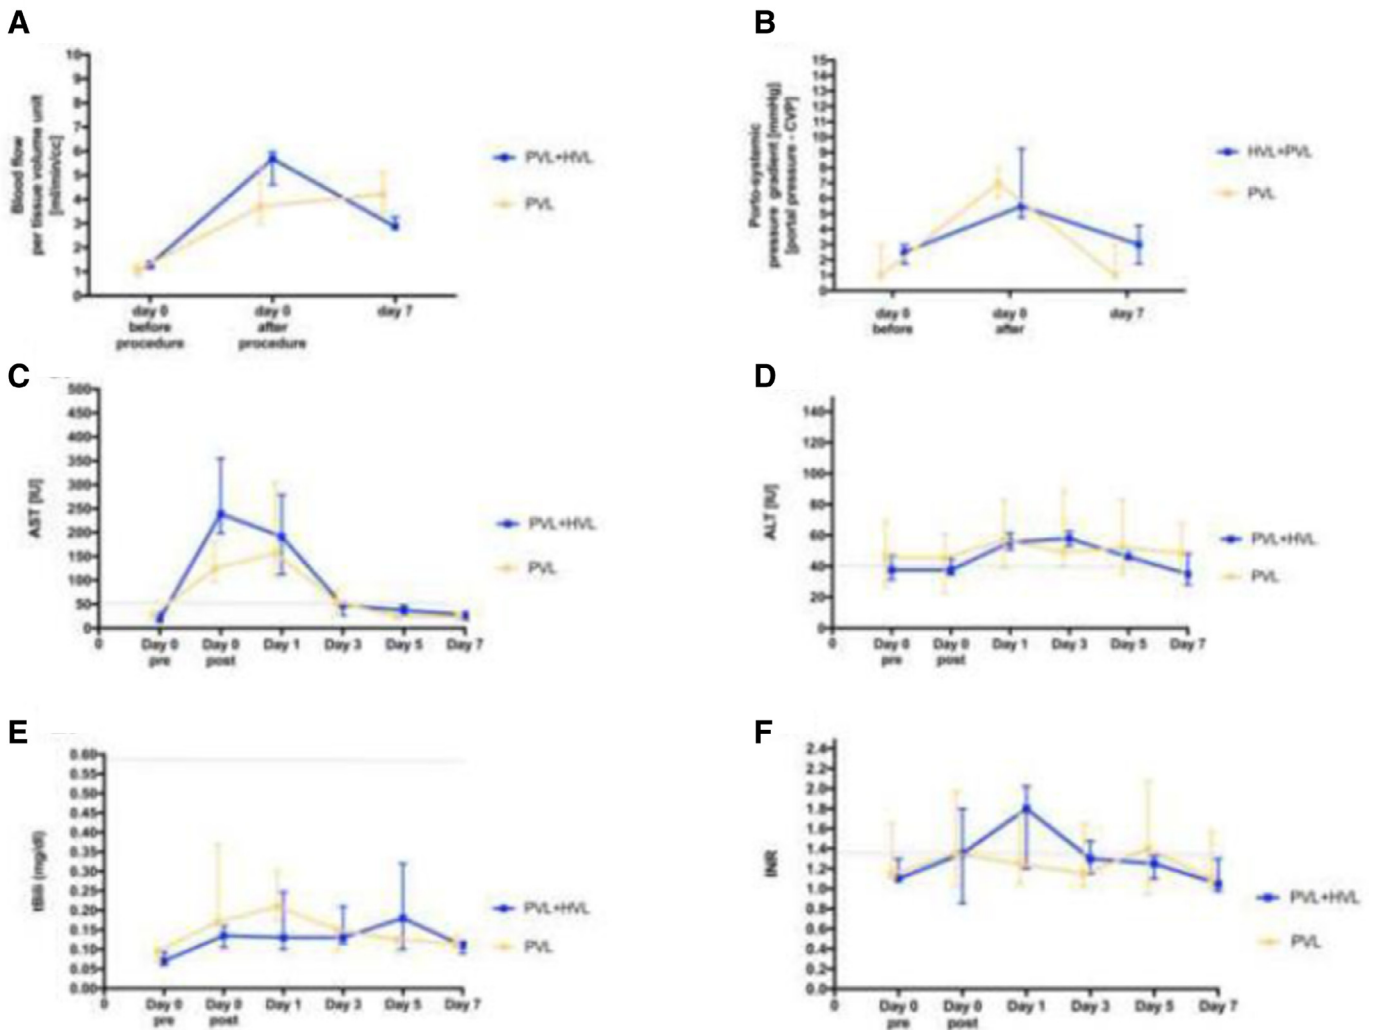 A
Blood flow
per tissue volume unit
[ml/min/cc]
10
9
8
7
6
5
4
3
2
1
0
day 0
before
procedure
day 0
after
procedure
day 7
PVL+HVL
PVL
B
Porto-systemic
pressure gradient [mmHg]
[portal pressure - CVP]
15
14
13
12
11
10
9
8
7
6
5
4
3
2
1
0
day 0
before
day 0
after
day 7
HVL+PVL
PVL
C
AST [IU]
500
450
400
350
300
250
200
150
100
50
0
0
Day 0
pre
Day 0
post
Day 1
Day 3
Day 5
Day 7
PVL+HVL
PVL
D
ALT [IU]
140
120
100
80
60
40
20
0
0
Day 0
pre
Day 0
post
Day 1
Day 3
Day 5
Day 7
PVL+HVL
PVL
E
tBili (mg/dl)
0.60
0.55
0.50
0.45
0.40
0.35
0.30
0.25
0.20
0.15
0.10
0.05
0.00
0
Day 0
pre
Day 0
post
Day 1
Day 3
Day 5
Day 7
PVL+HVL
PVL
F
INR
2.4
2.2
2.0
1.8
1.6
1.4
1.2
1.0
0.8
0.6
0.4
0.2
0.0
0
Day 0
pre
Day 0
post
Day 1
Day 3
Day 5
Day 7
PVL+HVL
PVL